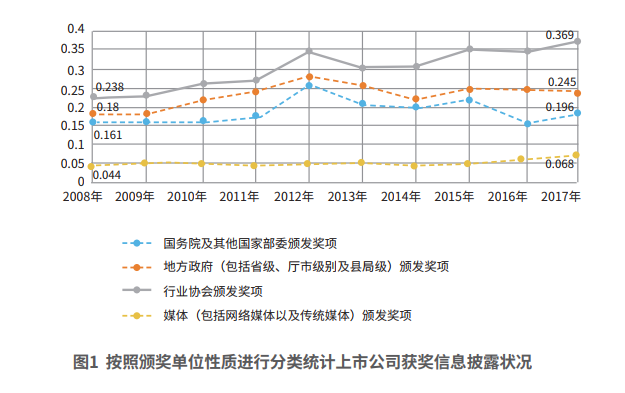 0.4
0.35
0.3
0.25
0.2
0.15
0.1
0.05
0
0.238
0.18
0.161
0.044
0.369
0.245
0.196
0.068
2008年 2009年 2010年 2011年 2012年 2013年 2014年 2015年 2016年 2017年
国务院及其他国家部委颁发奖项
地方政府（包括省级、厅市级别及县局级）颁发奖项
行业协会颁发奖项
媒体（包括网络媒体以及传统媒体）颁发奖项
图1 按照颁奖单位性质进行分类统计上市公司获奖信息披露状况